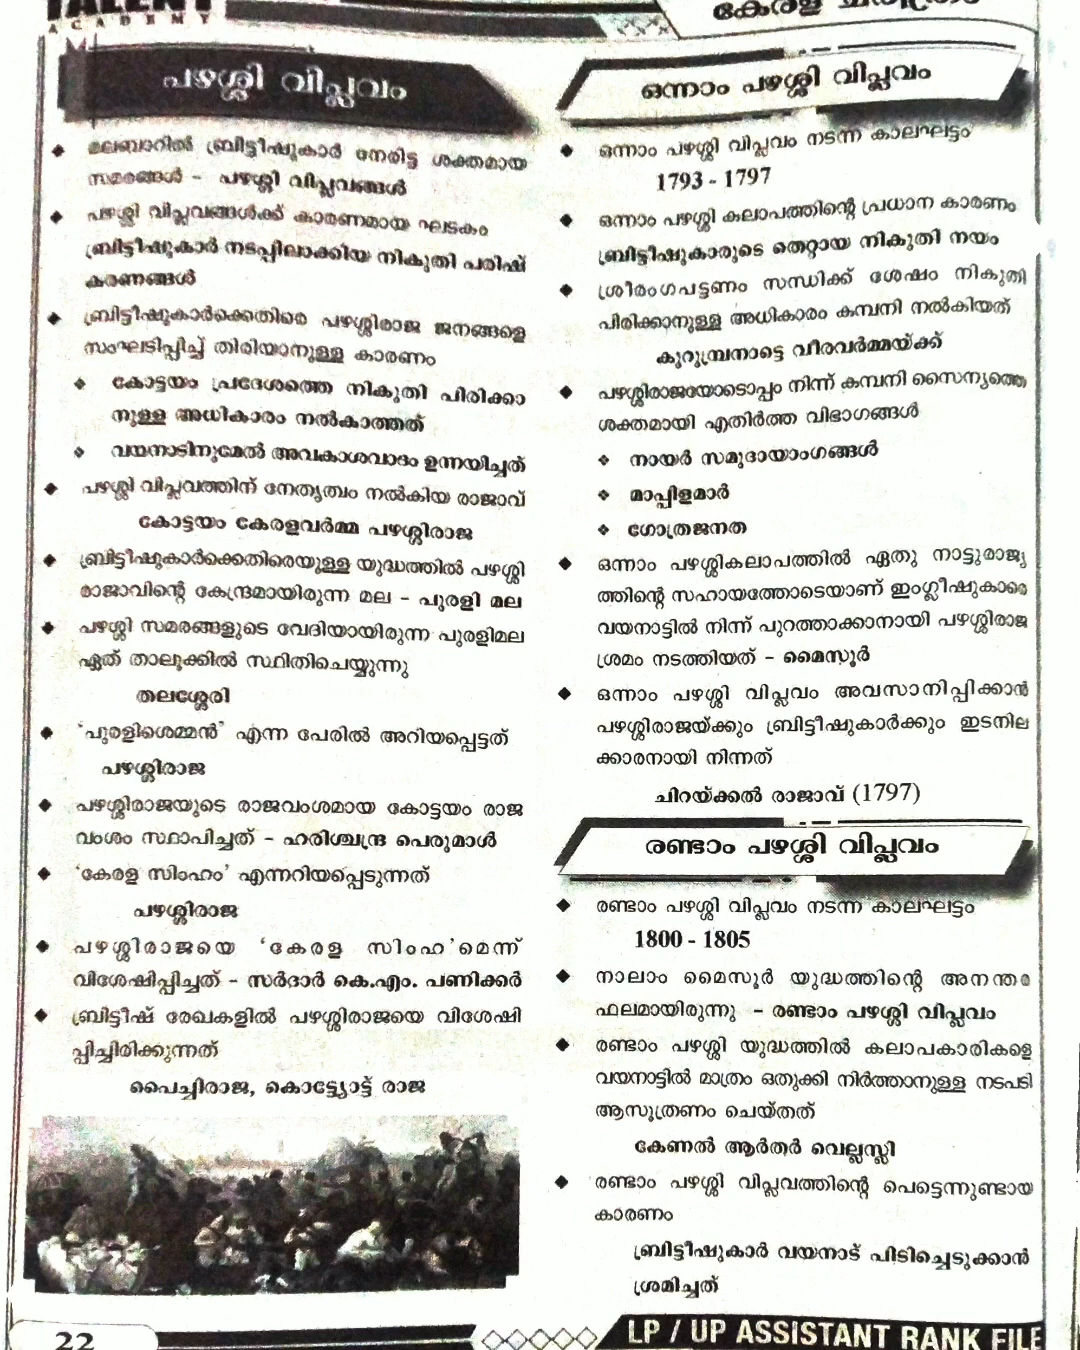 TALENT
ACADEMY
കേരള ചരിത്രം
പഴശ്ശി വിപ്ലവം
◆ മലബാറിൽ ബ്രിട്ടീഷുകാർ നേരിട്ട ശക്തമായ
സമരങ്ങൾ - പഴശ്ശി വിപ്ലവങ്ങൾ
◆ പഴശ്ശി വിപ്ലവങ്ങൾക്ക് കാരണമായ ഘടകം
ബ്രിട്ടീഷുകാർ നടപ്പിലാക്കിയ നികുതി പരിഷ്
കരണങ്ങൾ
◆ ബ്രിട്ടീഷുകാർക്കെതിരെ പഴശ്ശിരാജ ജനങ്ങളെ
സംഘടിപ്പിച്ച് തിരിയാനുള്ള കാരണം
❖ കോട്ടയം പ്രദേശത്തെ നികുതി പിരിക്കാ
നുള്ള അധികാരം നൽകാത്തത്
❖ വയനാടിനുമേൽ അവകാശവാദം ഉന്നയിച്ചത്
◆ പഴശ്ശി വിപ്ലവത്തിന് നേതൃത്വം നൽകിയ രാജാവ്
കോട്ടയം കേരളവർമ്മ പഴശ്ശിരാജ
◆ ബ്രിട്ടീഷുകാർക്കെതിരെയുള്ള യുദ്ധത്തിൽ പഴശ്ശി
രാജാവിന്റെ കേന്ദ്രമായിരുന്ന മല - പുരളി മല
◆ പഴശ്ശി സമരങ്ങളുടെ വേദിയായിരുന്ന പുരളിമല
ഏത് താലൂക്കിൽ സ്ഥിതിചെയ്യുന്നു
തലശ്ശേരി
◆ 'പുരളിശെമ്മൻ' എന്ന പേരിൽ അറിയപ്പെട്ടത്
പഴശ്ശിരാജ
◆ പഴശ്ശിരാജയുടെ രാജവംശമായ കോട്ടയം രാജ
വംശം സ്ഥാപിച്ചത് - ഹരിശ്ചന്ദ്ര പെരുമാൾ
◆ 'കേരള സിംഹം' എന്നറിയപ്പെടുന്നത്
പഴശ്ശിരാജ
◆ പഴശ്ശിരാജയെ 'കേരള സിംഹ'മെന്ന്
വിശേഷിപ്പിച്ചത് - സർദാർ കെ.എം. പണിക്കർ
◆ ബ്രിട്ടീഷ് രേഖകളിൽ പഴശ്ശിരാജയെ വിശേഷി
പ്പിച്ചിരിക്കുന്നത്
പൈച്ചിരാജ, കൊട്ട്യോട്ട് രാജ
ഒന്നാം പഴശ്ശി വിപ്ലവം
◆ ഒന്നാം പഴശ്ശി വിപ്ലവം നടന്ന കാലഘട്ടം
1793 - 1797
◆ ഒന്നാം പഴശ്ശി കലാപത്തിന്റെ പ്രധാന കാരണം
ബ്രിട്ടീഷുകാരുടെ തെറ്റായ നികുതി നയം
◆ ശ്രീരംഗപട്ടണം സന്ധിക്ക് ശേഷം നികുതി
പിരിക്കാനുള്ള അധികാരം കമ്പനി നൽകിയത്
കുറുമ്പ്രനാട്ടെ വീരവർമ്മയ്ക്ക്
◆ പഴശ്ശിരാജയോടൊപ്പം നിന്ന് കമ്പനി സൈന്യത്തെ
ശക്തമായി എതിർത്ത വിഭാഗങ്ങൾ
❖ നായർ സമുദായാംഗങ്ങൾ
❖ മാപ്പിളമാർ
❖ ഗോത്രജനത
◆ ഒന്നാം പഴശ്ശികലാപത്തിൽ ഏതു നാട്ടുരാജ്യ
ത്തിന്റെ സഹായത്തോടെയാണ് ഇംഗ്ലീഷുകാരെ
വയനാട്ടിൽ നിന്ന് പുറത്താക്കാനായി പഴശ്ശിരാജ
ശ്രമം നടത്തിയത് - മൈസൂർ
◆ ഒന്നാം പഴശ്ശി വിപ്ലവം അവസാനിപ്പിക്കാൻ
പഴശ്ശിരാജയ്ക്കും ബ്രിട്ടീഷുകാർക്കും ഇടനില
ക്കാരനായി നിന്നത്
ചിറയ്ക്കൽ രാജാവ് (1797)
രണ്ടാം പഴശ്ശി വിപ്ലവം
◆ രണ്ടാം പഴശ്ശി വിപ്ലവം നടന്ന കാലഘട്ടം
1800 - 1805
◆ നാലാം മൈസൂർ യുദ്ധത്തിന്റെ അനന്തര
ഫലമായിരുന്നു - രണ്ടാം പഴശ്ശി വിപ്ലവം
◆ രണ്ടാം പഴശ്ശി യുദ്ധത്തിൽ കലാപകാരികളെ
വയനാട്ടിൽ മാത്രം ഒതുക്കി നിർത്താനുള്ള നടപടി
ആസൂത്രണം ചെയ്തത്
കേണൽ ആർതർ വെല്ലസ്ലി
◆ രണ്ടാം പഴശ്ശി വിപ്ലവത്തിന്റെ പെട്ടെന്നുണ്ടായ
കാരണം
ബ്രിട്ടീഷുകാർ വയനാട് പിടിച്ചെടുക്കാൻ
ശ്രമിച്ചത്
22
LP / UP ASSISTANT RANK FILE